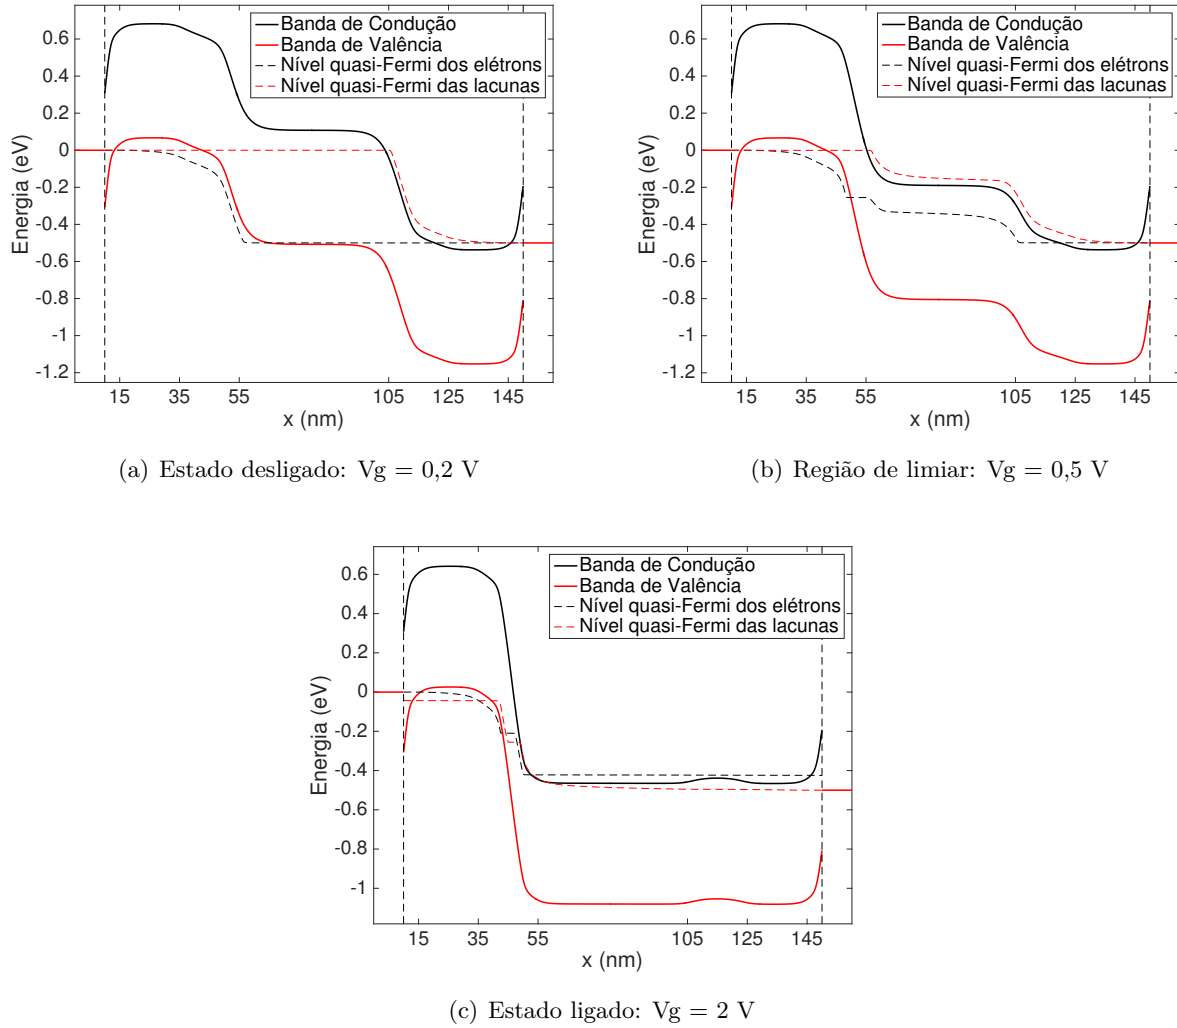 0.6
0.4
0.2
0
-0.2
-0.4
-0.6
-0.8
-1
-1.2
Energia (eV)
15 35 55 105 125 145
x (nm)
Banda de Condução
Banda de Valência
Nível quasi-Fermi dos elétrons
Nível quasi-Fermi das lacunas
(a) Estado desligado: Vg = 0,2 V
0.6
0.4
0.2
0
-0.2
-0.4
-0.6
-0.8
-1
-1.2
Energia (eV)
15 35 55 105 125 145
x (nm)
Banda de Condução
Banda de Valência
Nível quasi-Fermi dos elétrons
Nível quasi-Fermi das lacunas
(b) Região de limiar: Vg = 0,5 V
0.6
0.4
0.2
0
-0.2
-0.4
-0.6
-0.8
-1
Energia (eV)
15 35 55 105 125 145
x (nm)
Banda de Condução
Banda de Valência
Nível quasi-Fermi dos elétrons
Nível quasi-Fermi das lacunas
(c) Estado ligado: Vg = 2 V